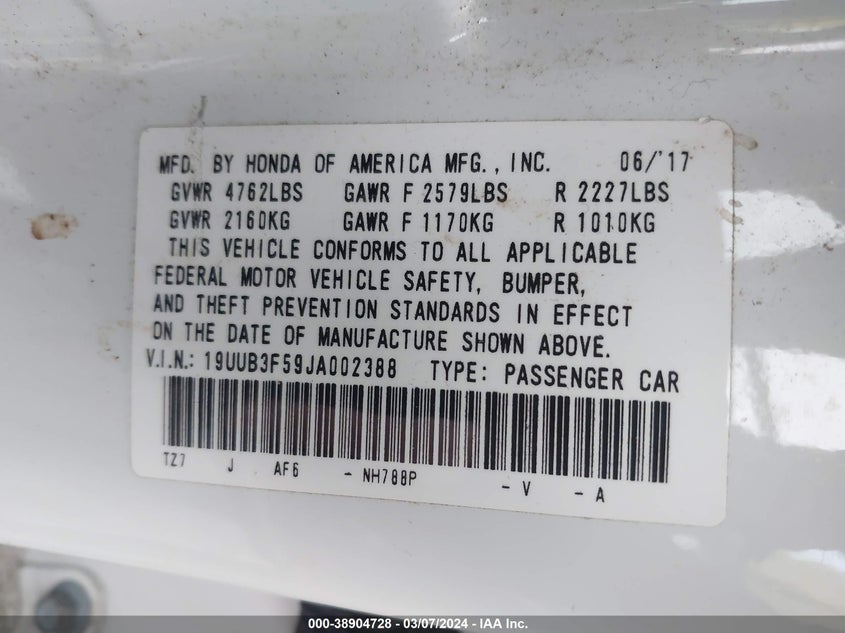 MFD. BY HONDA OF AMERICA MFG., INC. 06/'17
GVWR 4762LBS GAWR F 2579LBS R 2227LBS
GVWR 2160KG GAWR F 1170KG R 1010KG
THIS VEHICLE CONFORMS TO ALL APPLICABLE
FEDERAL MOTOR VEHICLE SAFETY, BUMPER,
AND THEFT PREVENTION STANDARDS IN EFFECT
ON THE DATE OF MANUFACTURE SHOWN ABOVE.
V.I.N.: 19UUB3F59JA002388 TYPE: PASSENGER CAR
TZ7 J AF6 - NH788P - V - A
000-38904728 - 03/07/2024 - IAA Inc.